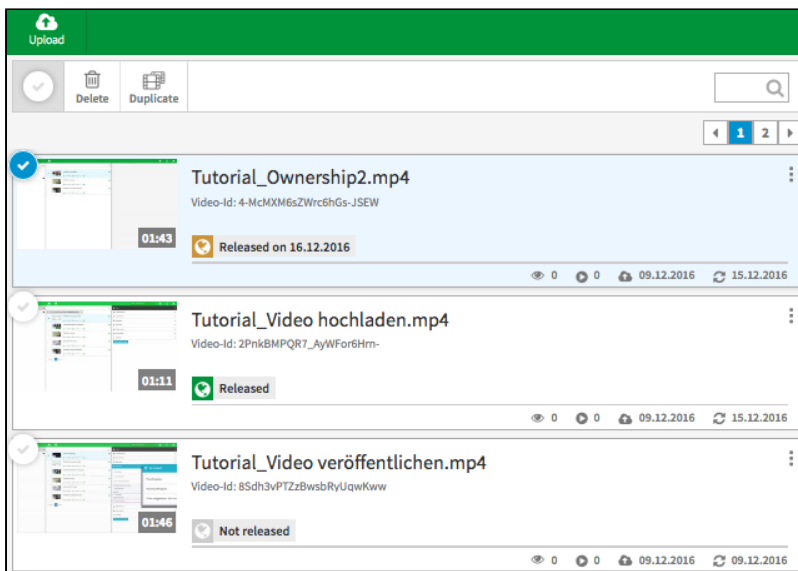 Upload
Delete Duplicate
1 2
Tutorial_Ownership2.mp4
Video-Id: 4-McMXM6sZWrc6hGs-JSEW
01:43
Released on 16.12.2016
0 0 09.12.2016 15.12.2016
Tutorial_Video hochladen.mp4
Video-Id: 2PnkBMPQR7_AyWFor6Hrn-
01:11
Released
0 0 09.12.2016 15.12.2016
Tutorial_Video veröffentlichen.mp4
Video-Id: 8Sdh3vPTZzBwsbRyUqwKww
01:46
Not released
0 0 09.12.2016 09.12.2016